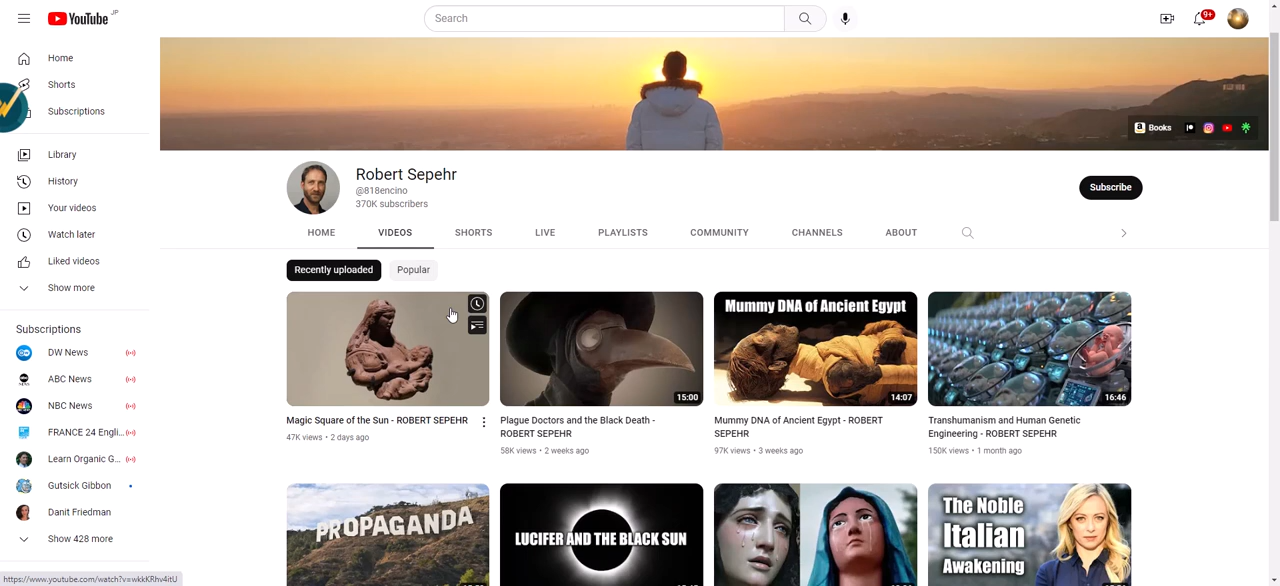 YouTube JP
Search
9+
Home
Shorts
Subscriptions
Library
History
Your videos
Watch later
Liked videos
Show more
Subscriptions
DW News
ABC News
NBC News
FRANCE 24 Engli...
Learn Organic G...
Gutsick Gibbon
Danit Friedman
Show 428 more
Books
Robert Sepehr
@818encino
370K subscribers
Subscribe
HOME
VIDEOS
SHORTS
LIVE
PLAYLISTS
COMMUNITY
CHANNELS
ABOUT
Recently uploaded
Popular
Magic Square of the Sun - ROBERT SEPEHR
47K views • 2 days ago
15:00
Plague Doctors and the Black Death -
ROBERT SEPEHR
58K views • 2 weeks ago
Mummy DNA of Ancient Egypt
14:07
Mummy DNA of Ancient Egypt - ROBERT
SEPEHR
97K views • 3 weeks ago
16:46
Transhumanism and Human Genetic
Engineering - ROBERT SEPEHR
150K views • 1 month ago
PROPAGANDA
LUCIFER AND THE BLACK SUN
The Noble
Italian
Awakening
https://www.youtube.com/watch?v=wkkKRhv4itU